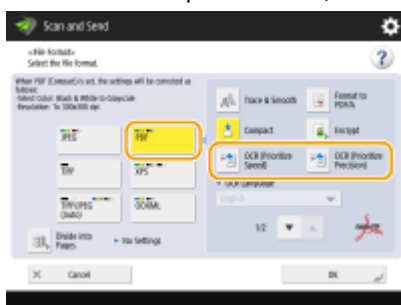 Scan and Send
<File Format>
Select the file format.
When PDF (Compact) is set, the settings will be corrected as
follows:
-Select Color: Black & White to Grayscale
-Resolution: To 300x300 dpi
JPEG
PDF
TIFF
XPS
TIFF/JPEG
(Auto)
OOXML
Divide into
Pages
No Settings
Trace & Smooth
Format to
PDF/A
Compact
Encrypt
OCR (Prioritize
Speed)
OCR (Prioritize
Precision)
OCR Language
English
1/2
Cancel
OK